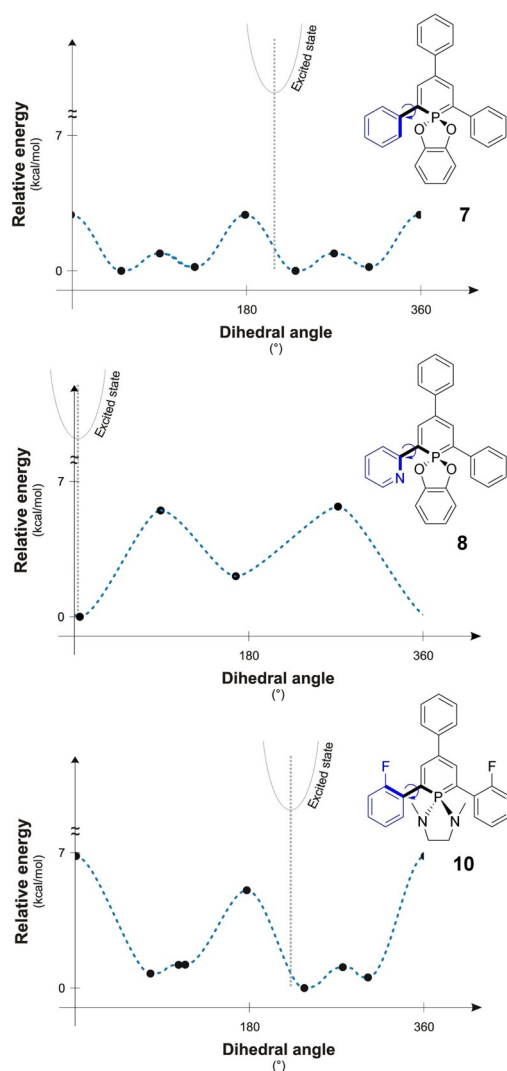 Relative energy
(kcal/mol)
≈
7
0
180
360
Dihedral angle
(°)
Excited state
P
O
O
7
Relative energy
(kcal/mol)
≈
7
0
180
360
Dihedral angle
(°)
Excited state
N
P
O
O
8
Relative energy
(kcal/mol)
≈
7
0
180
360
Dihedral angle
(°)
Excited state
F
F
P
N
N
10